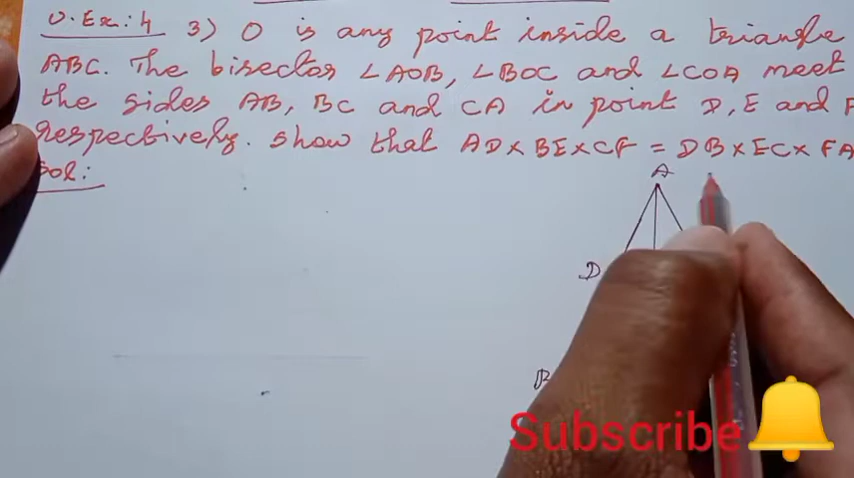 U.Ex:4 3) O is any point inside a triangle
ABC. The bisector ∠AOB, ∠BOC and ∠COA meet
the sides AB, BC and CA in point D, E and F
respectively. show that AD×BE×CF = DB×EC×FA
Sol:
A
D
B
Subscribe